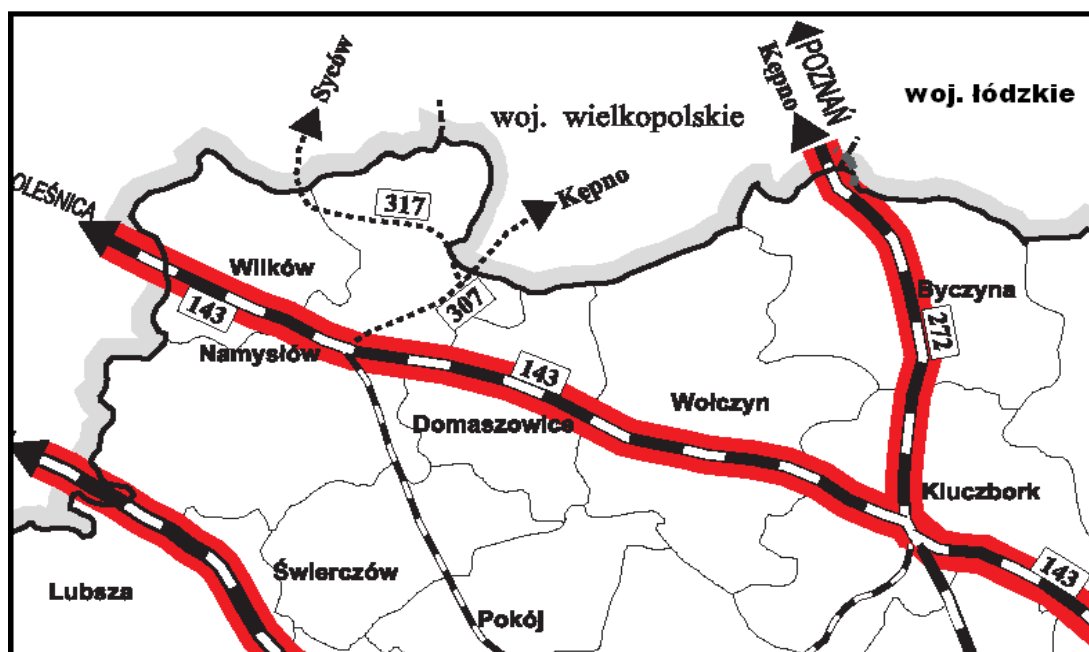 Syców
Kępno
POZNAŃ
woj. łódzkie
woj. wielkopolskie
OLEŚNICA
317
Kępno
Wilków
307
143
Byczyna
272
Namysłów
143
Wołczyn
Domaszowice
Kluczbork
143
Świerczów
Lubsza
Pokój